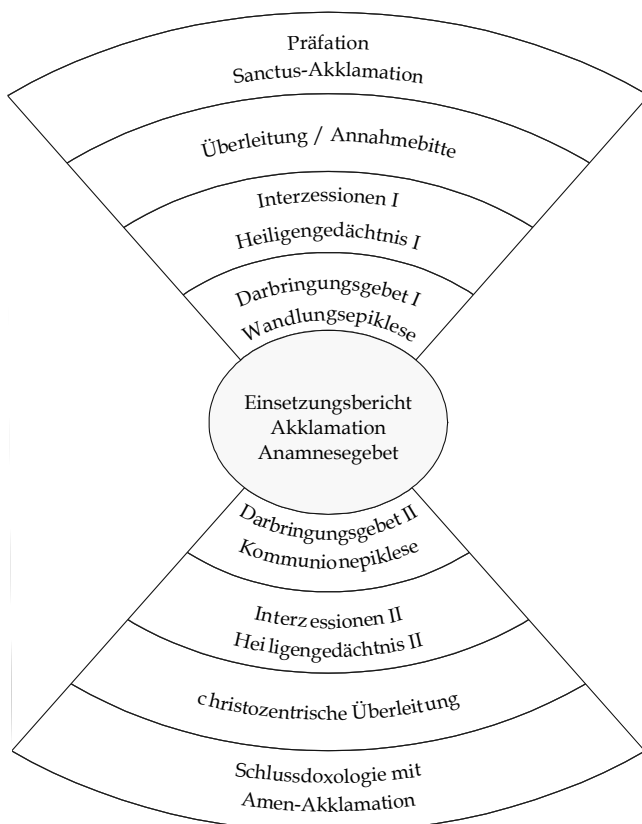 Präfation
Sanctus-Akklamation
Überleitung / Annahmebitte
Interzessionen I
Heiligengedächtnis I
Darbringungsgebet I
Wandlungsepiklese
Einsetzungsbericht
Akklamation
Anamnesegebet
Darbringungsgebet II
Kommunionepiklese
Interzessionen II
Heiligengedächtnis II
christozentrische Überleitung
Schlussdoxologie mit
Amen-Akklamation